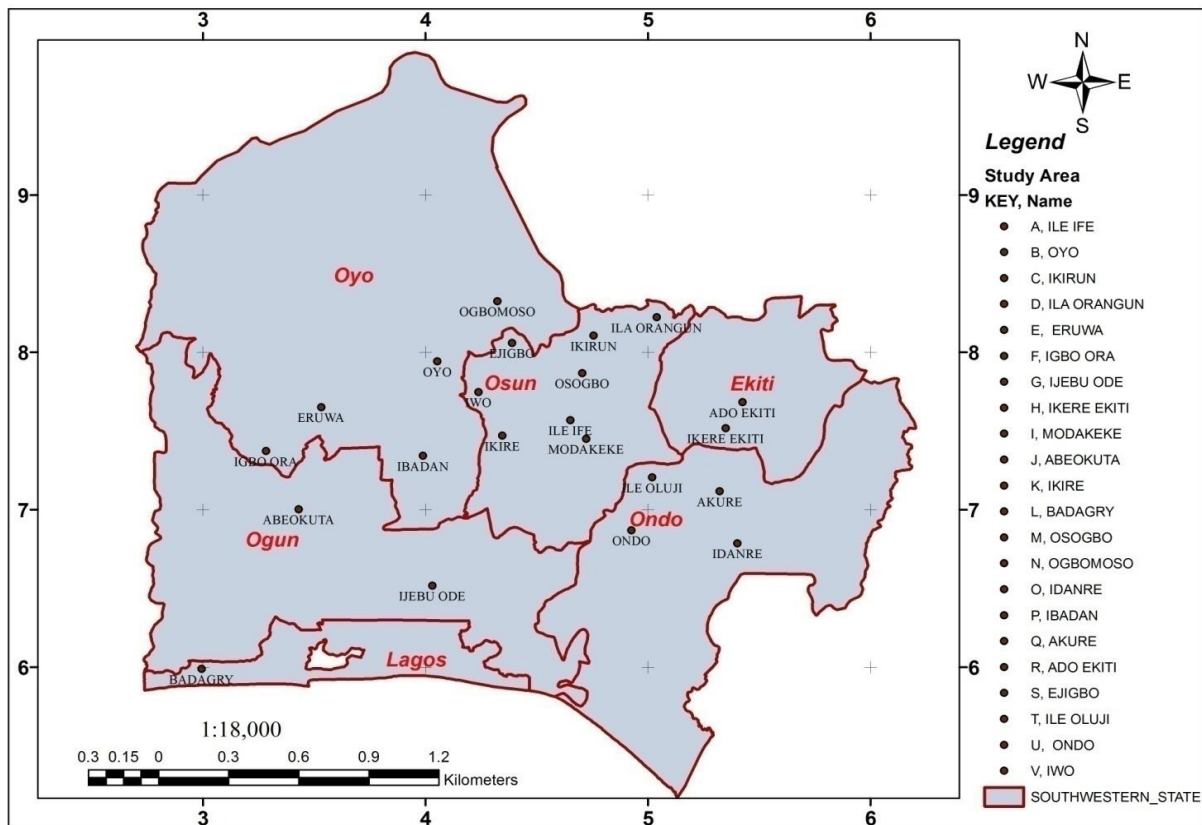 3 4 5 6
N
W E
S
Legend
Study Area
KEY, Name
A, ILE IFE
B, OYO
C, IKIRUN
D, ILA ORANGUN
E, ERUWA
F, IGBO ORA
G, IJEBU ODE
H, IKERE EKITI
I, MODAKEKE
J, ABEOKUTA
K, IKIRE
L, BADAGRY
M, OSOGBO
N, OGBOMOSO
O, IDANRE
P, IBADAN
Q, AKURE
R, ADO EKITI
S, EJIGBO
T, ILE OLUJI
U, ONDO
V, IWO
SOUTHWESTERN_STATE
9 9
Oyo
OGBOMOSO
ILA ORANGUN
IKIRUN
8 EJIGBO 8
OYO
OSOGBO
Osun
Ekiti
IWO
ERUWA
ADO EKITI
ILE IFE
IKERE EKITI
IKIRE
MODAKEKE
IGBO ORA
IBADAN
ILE OLUJI
AKURE
7 7
ABEOKUTA
Ondo
Ogun
ONDO
IDANRE
IJEBU ODE
6 Lagos 6
BADAGRY
1:18,000
0.3 0.15 0 0.3 0.6 0.9 1.2
Kilometers
3 4 5 6